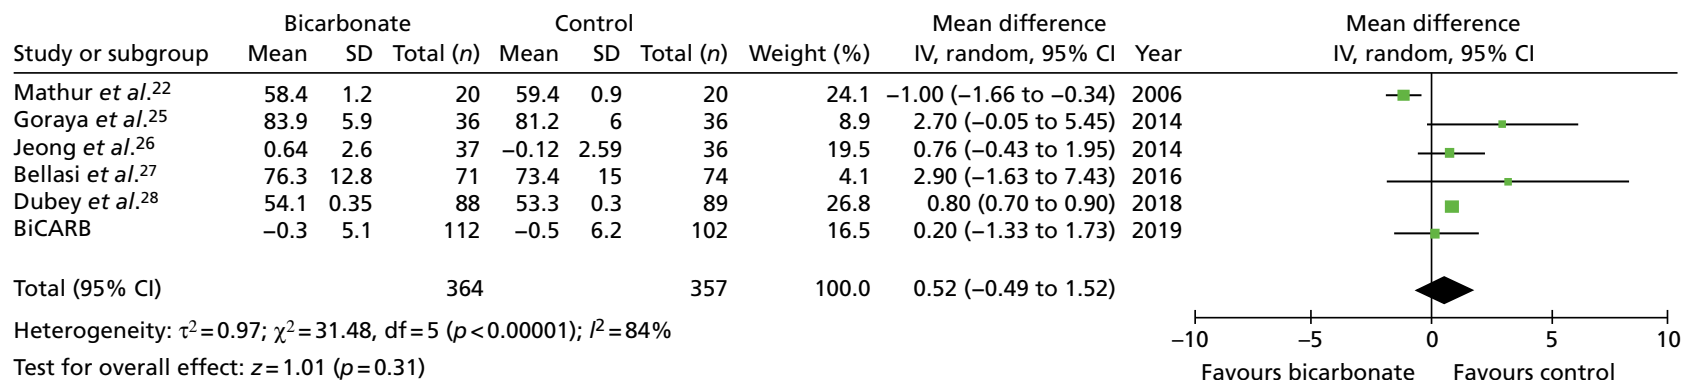 Bicarbonate Control Mean difference Mean difference
Study or subgroup Mean SD Total (n) Mean SD Total (n) Weight (%) IV, random, 95% CI Year IV, random, 95% CI
Mathur et al.22 58.4 1.2 20 59.4 0.9 20 24.1 −1.00 (−1.66 to −0.34) 2006
Goraya et al.25 83.9 5.9 36 81.2 6 36 8.9 2.70 (−0.05 to 5.45) 2014
Jeong et al.26 0.64 2.6 37 −0.12 2.59 36 19.5 0.76 (−0.43 to 1.95) 2014
Bellasi et al.27 76.3 12.8 71 73.4 15 74 4.1 2.90 (−1.63 to 7.43) 2016
Dubey et al.28 54.1 0.35 88 53.3 0.3 89 26.8 0.80 (0.70 to 0.90) 2018
BiCARB −0.3 5.1 112 −0.5 6.2 102 16.5 0.20 (−1.33 to 1.73) 2019
Total (95% CI) 364 357 100.0 0.52 (−0.49 to 1.52)
Heterogeneity: τ2=0.97; χ2=31.48, df=5 (p<0.00001); I2=84%
Test for overall effect: z=1.01 (p=0.31)
−10 −5 0 5 10
Favours bicarbonate Favours control